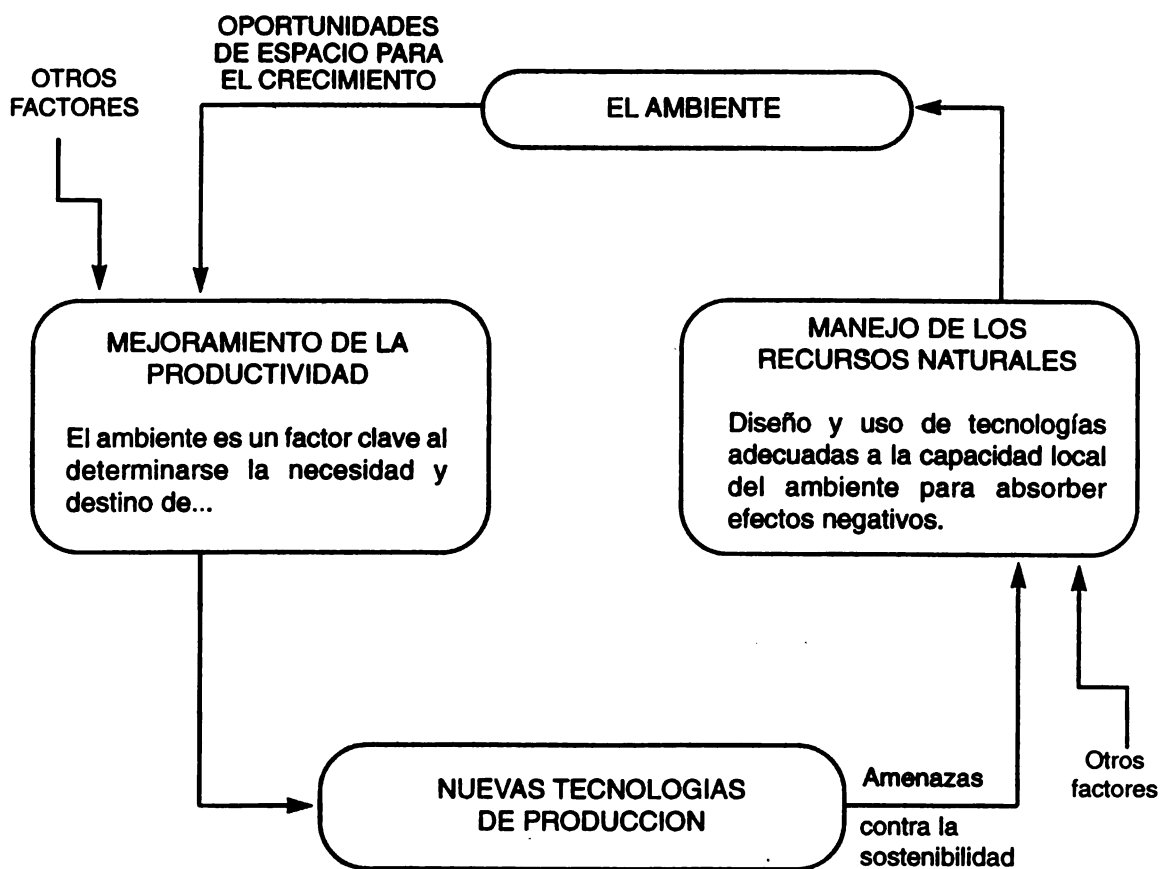 OPORTUNIDADES
DE ESPACIO PARA
EL CRECIMIENTO
OTROS
FACTORES
EL AMBIENTE
MEJORAMIENTO DE LA
PRODUCTIVIDAD
El ambiente es un factor clave al
determinarse la necesidad y
destino de...
MANEJO DE LOS
RECURSOS NATURALES
Diseño y uso de tecnologías
adecuadas a la capacidad local
del ambiente para absorber
efectos negativos.
NUEVAS TECNOLOGIAS
DE PRODUCCION
Amenazas
contra la
sostenibilidad
Otros
factores